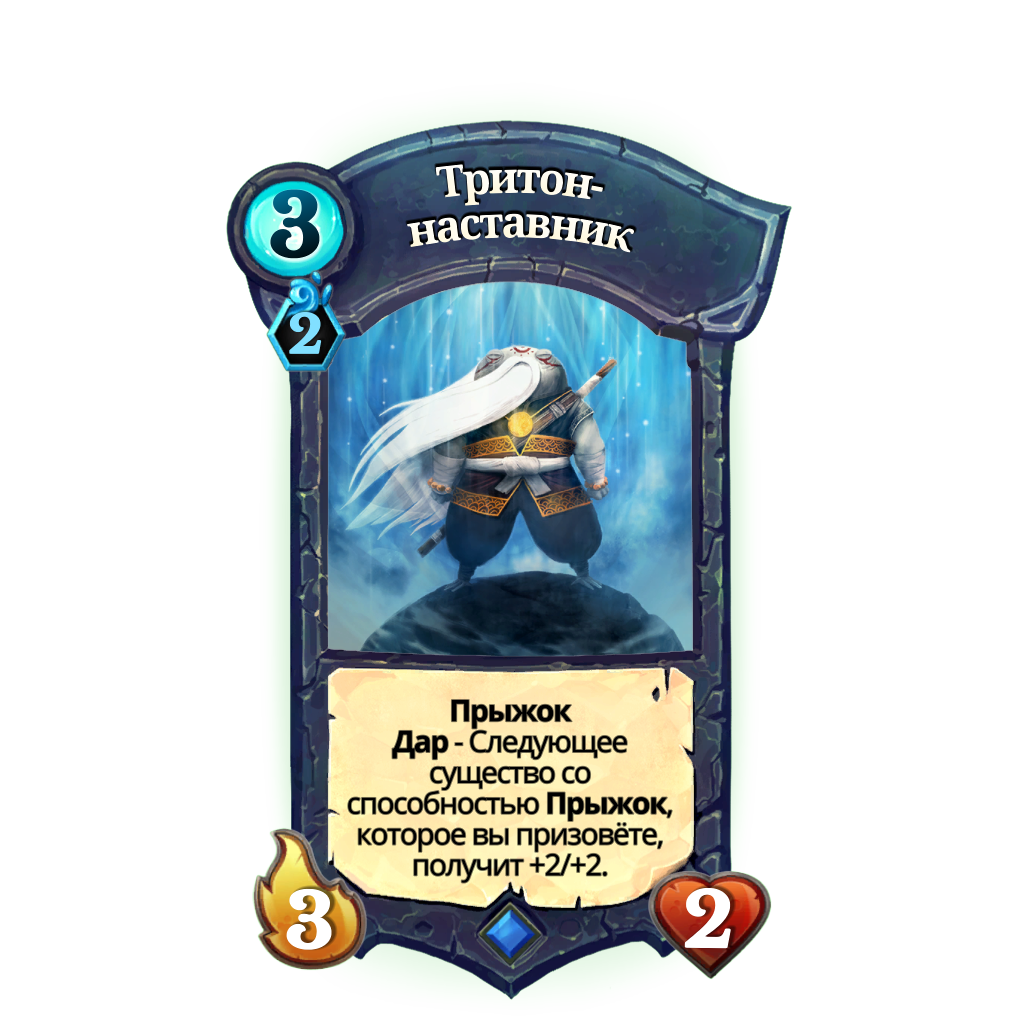 3
Тритон-
наставник
2
Прыжок
Дар - Следующее
существо со
способностью Прыжок,
которое вы призовёте,
получит +2/+2.
3
2